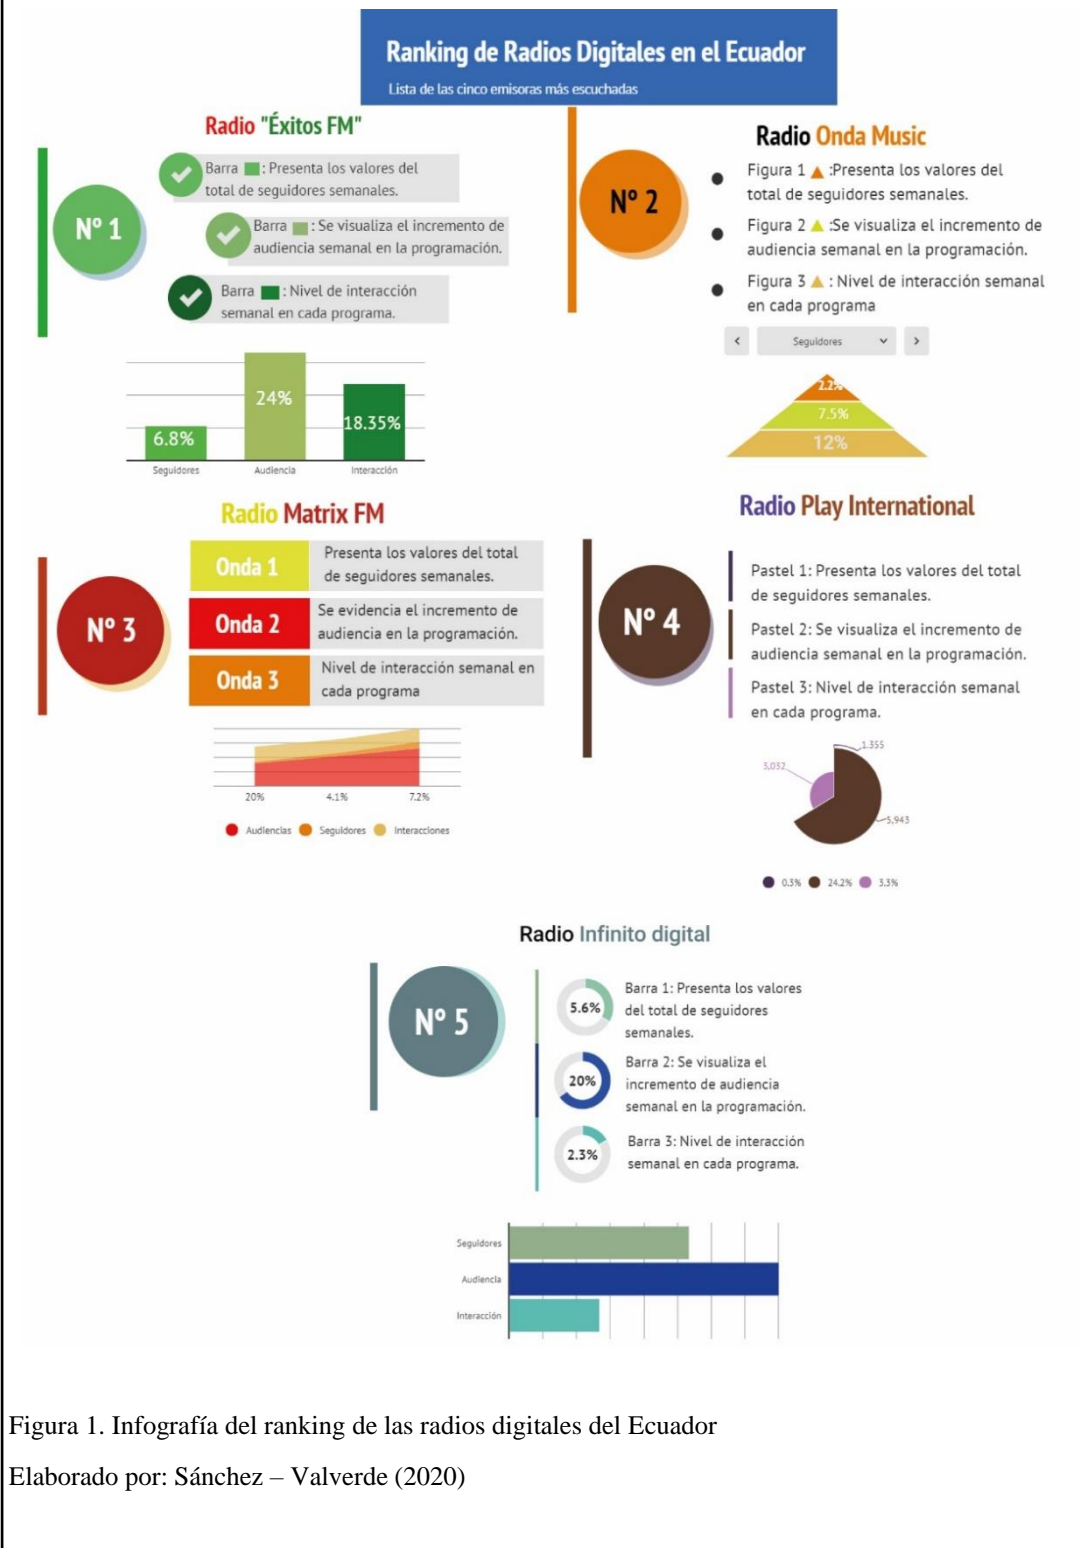 Ranking de Radios Digitales en el Ecuador
Lista de las cinco emisoras más escuchadas
Radio "Éxitos FM"
Nº 1
Barra : Presenta los valores del
total de seguidores semanales.
Barra : Se visualiza el incremento de
audiencia semanal en la programación.
Barra : Nivel de interacción
semanal en cada programa.
6.8%
24%
18.35%
Seguidores Audiencia Interacción
Radio Onda Music
Nº 2
Figura 1 :Presenta los valores del
total de seguidores semanales.
Figura 2 :Se visualiza el incremento de
audiencia semanal en la programación.
Figura 3 : Nivel de interacción semanal
en cada programa
Seguidores
2.2%
7.5%
12%
Radio Matrix FM
Nº 3
Onda 1
Presenta los valores del total
de seguidores semanales.
Onda 2
Se evidencia el incremento de
audiencia en la programación.
Onda 3
Nivel de interacción semanal en
cada programa
20% 4.1% 7.2%
Audiencias Seguidores Interacciones
Radio Play International
Nº 4
Pastel 1: Presenta los valores del total
de seguidores semanales.
Pastel 2: Se visualiza el incremento de
audiencia semanal en la programación.
Pastel 3: Nivel de interacción semanal
en cada programa.
1.355
3,032
5,943
0.3% 24.2% 3.3%
Radio Infinito digital
Nº 5
5.6%
Barra 1: Presenta los valores
del total de seguidores
semanales.
20%
Barra 2: Se visualiza el
incremento de audiencia
semanal en la programación.
2.3%
Barra 3: Nivel de interacción
semanal en cada programa.
Seguidores
Audiencia
Interacción
Figura 1. Infografía del ranking de las radios digitales del Ecuador
Elaborado por: Sánchez – Valverde (2020)